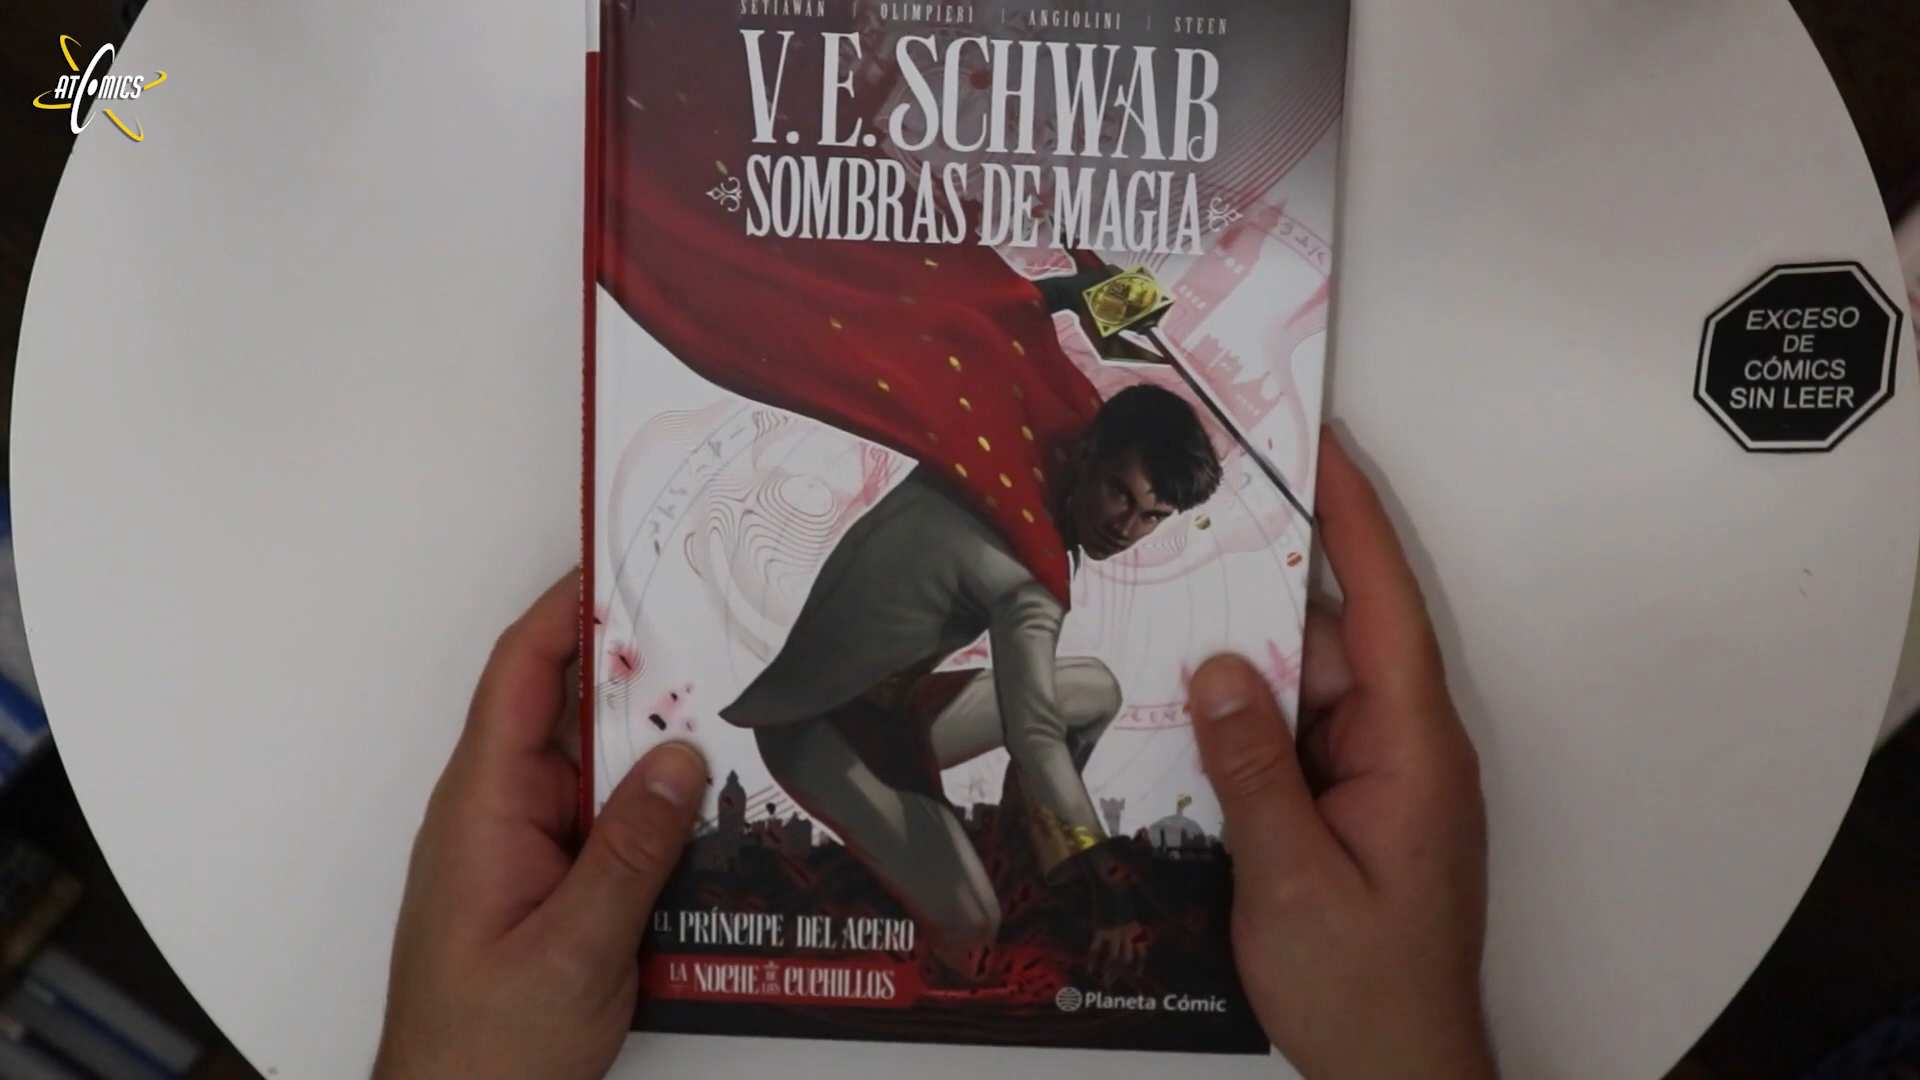 ATOMICS
SETIAWAN | OLIMPIERI | ANGIOLINI | STEEN
V. E. SCHWAB
SOMBRAS DE MAGIA
EXCESO
DE
CÓMICS
SIN LEER
EL PRÍNCIPE DEL ACERO
LA NOCHE DE LOS CUCHILLOS
Planeta Cómic